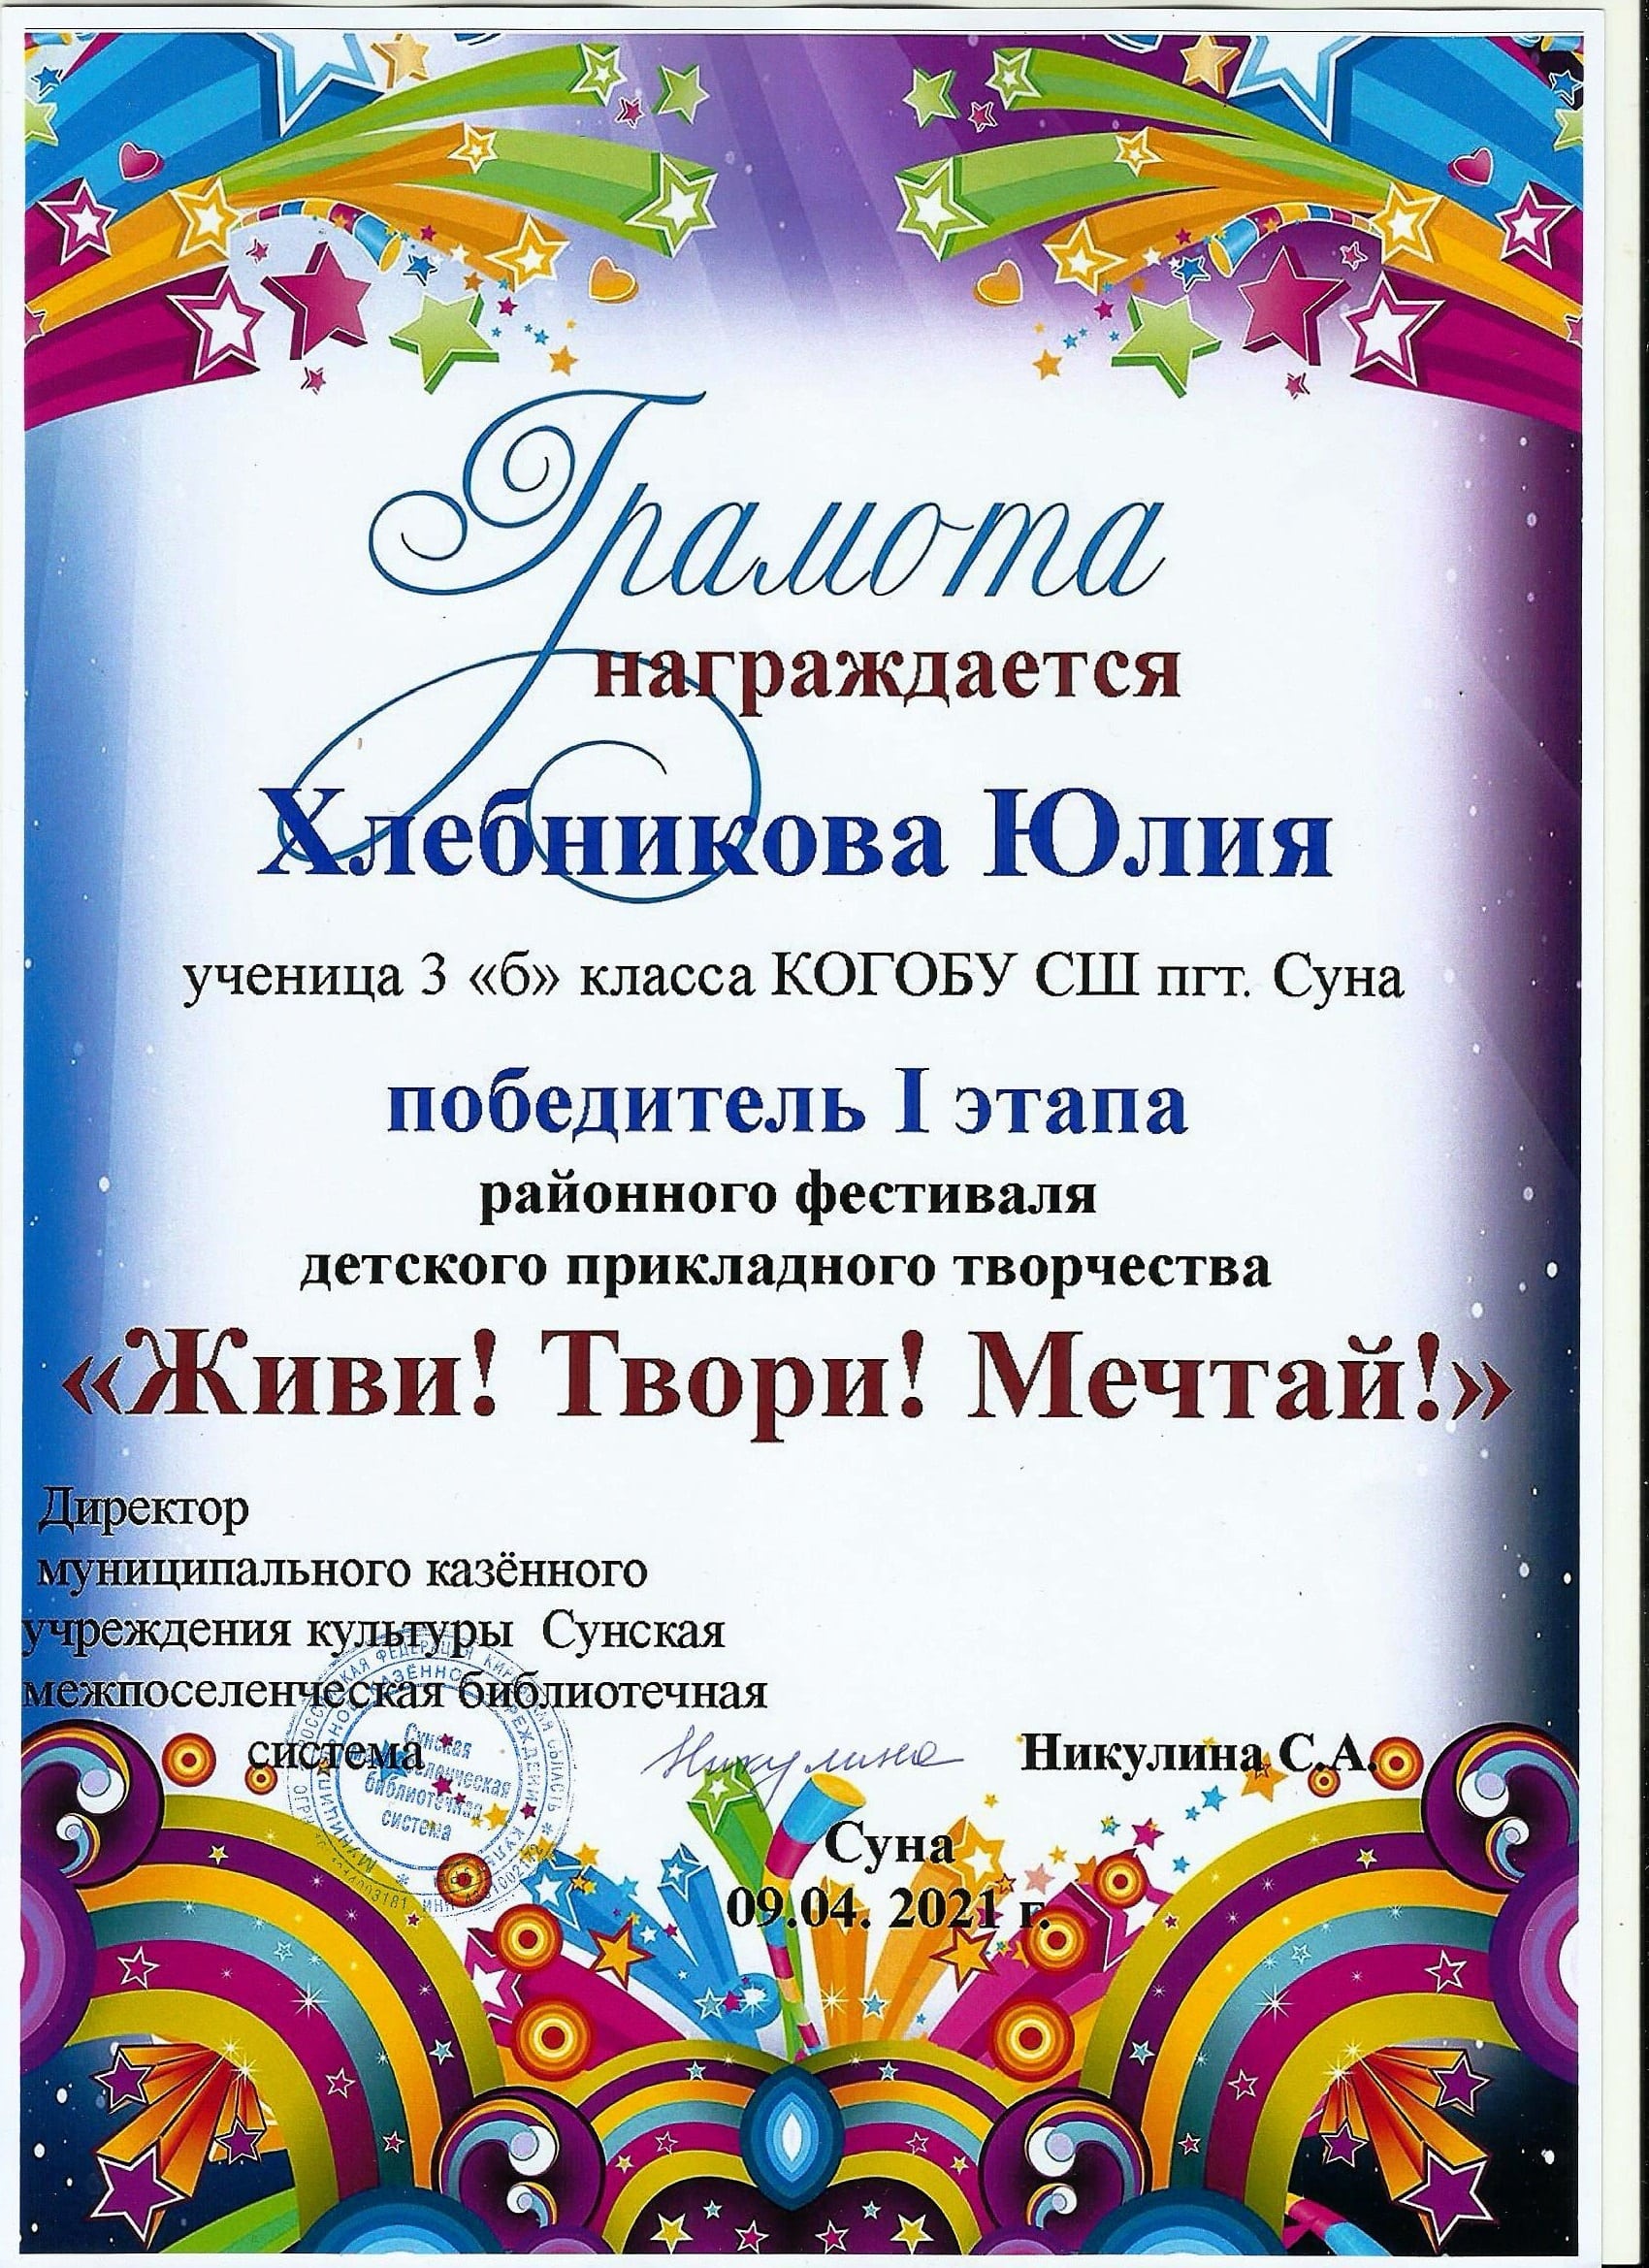 Грамота
награждается
Хлебникова Юлия
ученица 3 «б» класса КОГОБУ СШ пгт. Суна
победитель I этапа
районного фестиваля
детского прикладного творчества
«Живи! Твори! Мечтай!»
Директор
муниципального казённого
учреждения культуры Сунская
межпоселенческая библиотечная
система
Никулина
Никулина С.А.
Сунская
межпоселенческая
библиотечная
система
Суна
09.04. 2021 г.